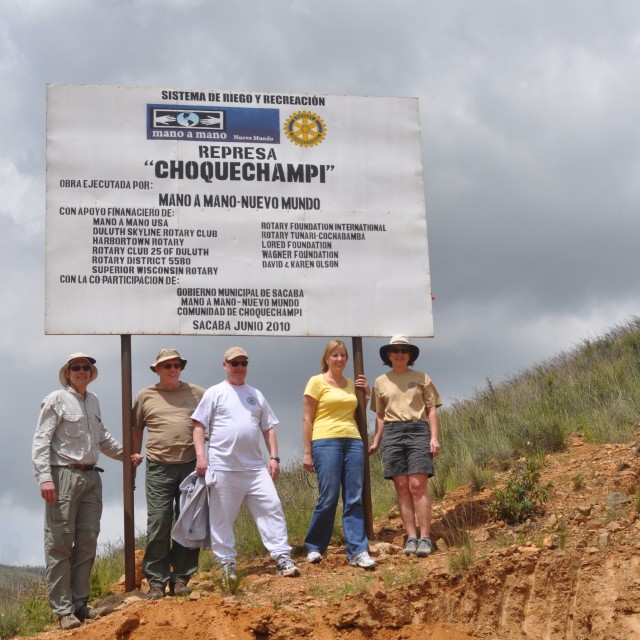 SISTEMA DE RIEGO Y RECREACIÓN
mano a mano
Nuevo Mundo
REPRESA
"CHOQUECHAMPI"
OBRA EJECUTADA POR:
MANO A MANO-NUEVO MUNDO
CON APOYO FINANACIERO DE:
MANO A MANO USA
DULUTH SKYLINE ROTARY CLUB
HARBORTOWN ROTARY
ROTARY CLUB 25 OF DULUTH
ROTARY DISTRICT 5580
SUPERIOR WISCONSIN ROTARY
ROTARY FOUNDATION INTERNATIONAL
ROTARY TUNARI-COCHABAMBA
LORED FOUNDATION
WAGNER FOUNDATION
DAVID & KAREN OLSON
CON LA CO-PARTICIPACION DE:
GOBIERNO MUNICIPAL DE SACABA
MANO A MANO-NUEVO MUNDO
COMUNIDAD DE CHOQUECHAMPI
SACABA JUNIO 2010